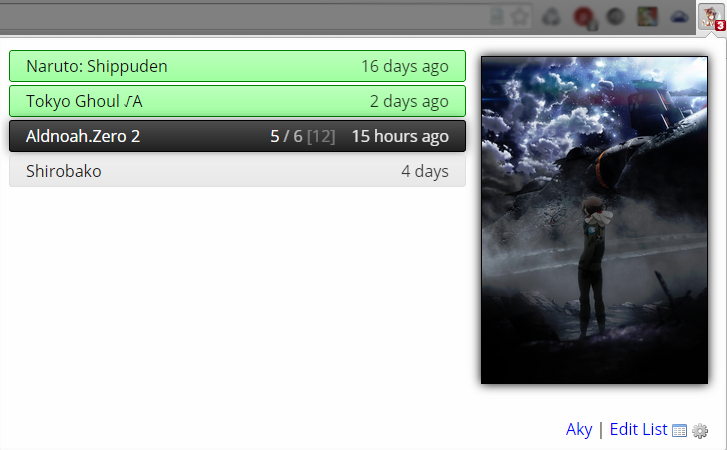 3
Naruto: Shippuden 16 days ago
Tokyo Ghoul √A 2 days ago
Aldnoah.Zero 2 5 / 6 [12] 15 hours ago
Shirobako 4 days
Aky | Edit List